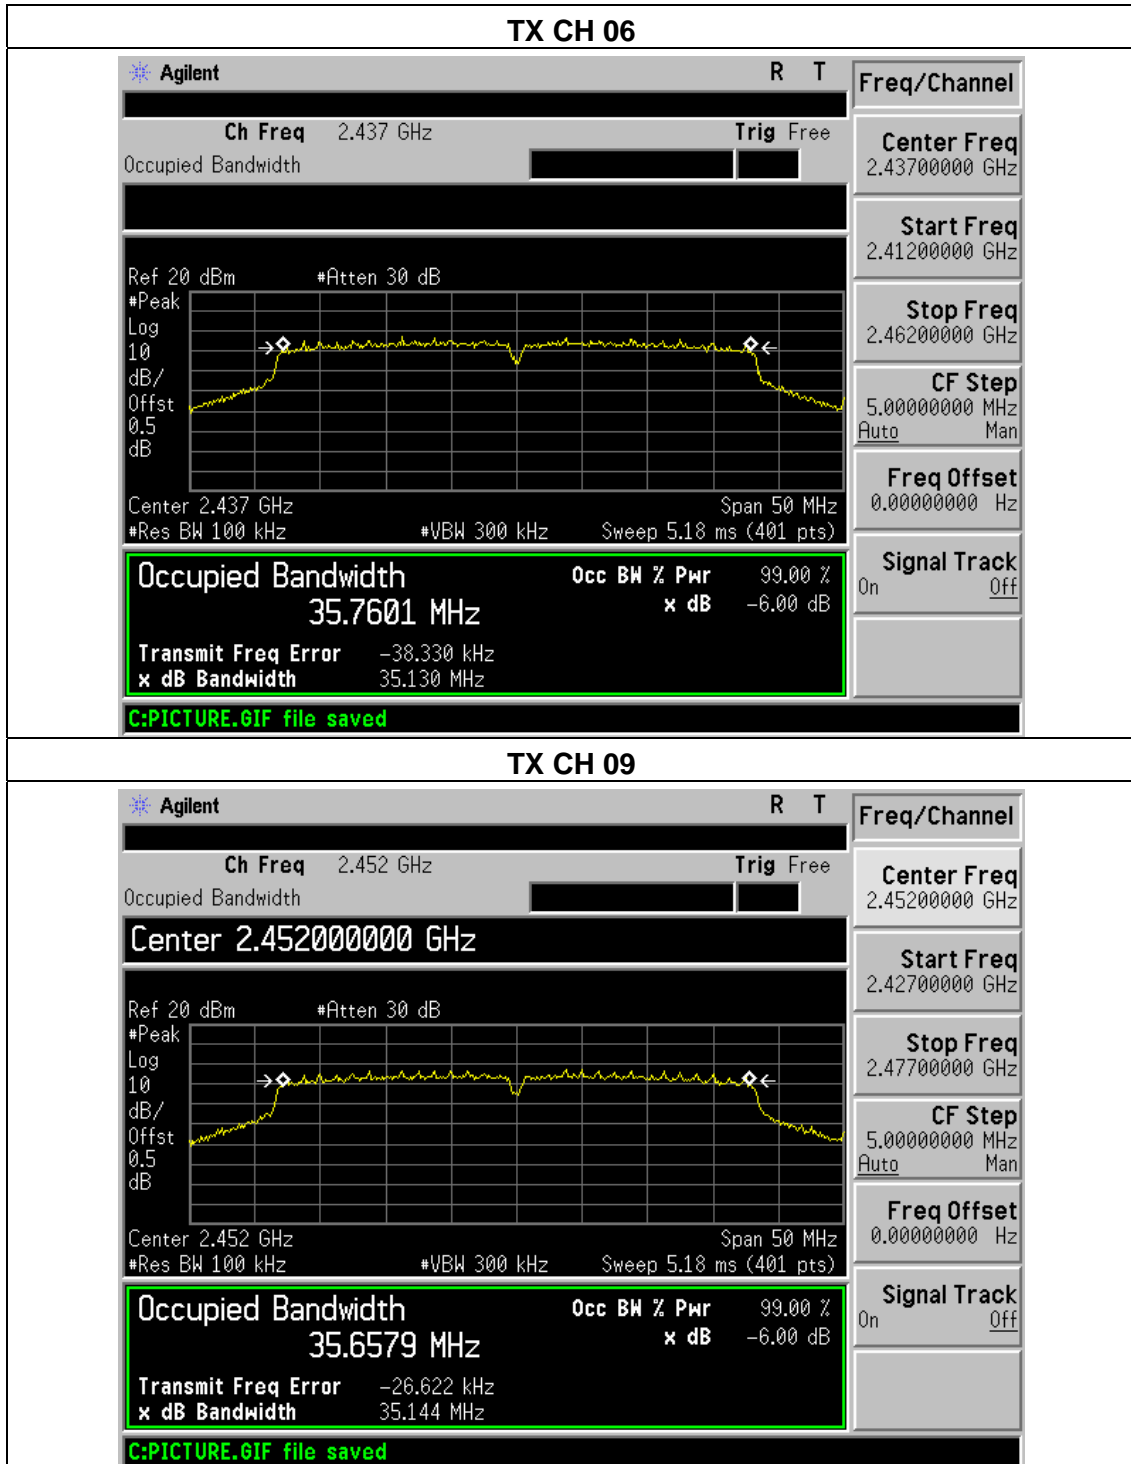 TX CH 06
Agilent R T
Freq/Channel
Ch Freq 2.437 GHz Trig Free
Occupied Bandwidth
Center Freq
2.43700000 GHz
Start Freq
2.41200000 GHz
Ref 20 dBm #Atten 30 dB
#Peak
Log
10
dB/
Offst
0.5
dB
Stop Freq
2.46200000 GHz
CF Step
5.00000000 MHz
Auto Man
Freq Offset
0.00000000 Hz
Center 2.437 GHz Span 50 MHz
#Res BW 100 kHz #VBW 300 kHz Sweep 5.18 ms (401 pts)
Signal Track
On Off
Occupied Bandwidth
35.7601 MHz
Occ BW % Pwr 99.00 %
x dB -6.00 dB
Transmit Freq Error -38.330 kHz
x dB Bandwidth 35.130 MHz
C:PICTURE.GIF file saved
TX CH 09
Agilent R T
Freq/Channel
Ch Freq 2.452 GHz Trig Free
Occupied Bandwidth
Center 2.452000000 GHz
Center Freq
2.45200000 GHz
Start Freq
2.42700000 GHz
Ref 20 dBm #Atten 30 dB
#Peak
Log
10
dB/
Offst
0.5
dB
Stop Freq
2.47700000 GHz
CF Step
5.00000000 MHz
Auto Man
Freq Offset
0.00000000 Hz
Center 2.452 GHz Span 50 MHz
#Res BW 100 kHz #VBW 300 kHz Sweep 5.18 ms (401 pts)
Signal Track
On Off
Occupied Bandwidth
35.6579 MHz
Occ BW % Pwr 99.00 %
x dB -6.00 dB
Transmit Freq Error -26.622 kHz
x dB Bandwidth 35.144 MHz
C:PICTURE.GIF file saved